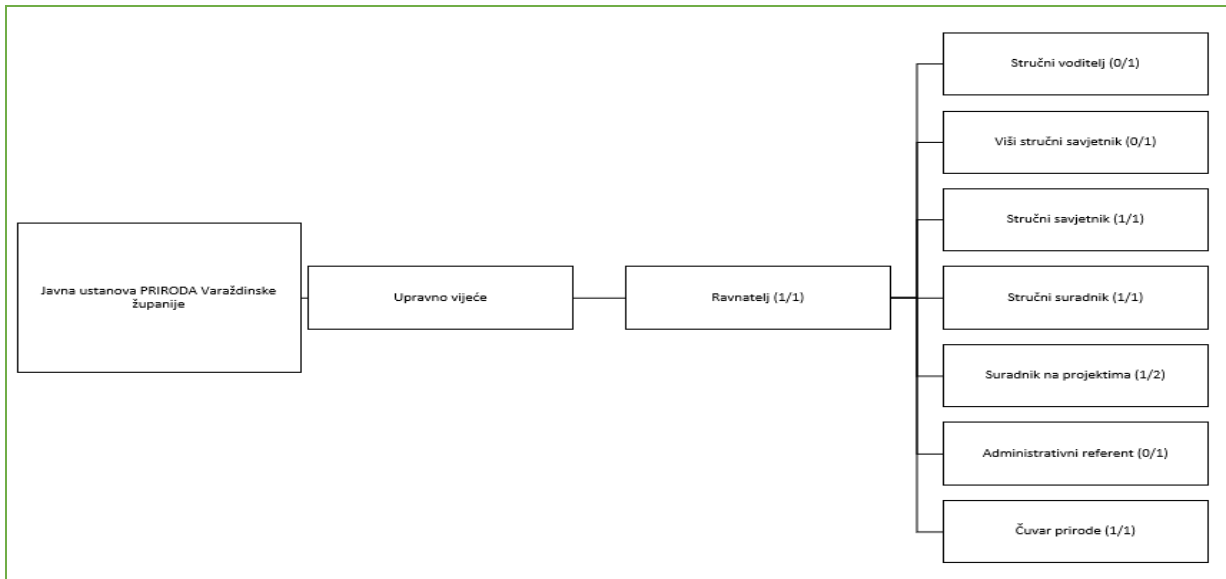 Javna ustanova PRIRODA Varaždinske
županije
Upravno vijeće
Ravnatelj (1/1)
Stručni voditelj (0/1)
Viši stručni savjetnik (0/1)
Stručni savjetnik (1/1)
Stručni suradnik (1/1)
Suradnik na projektima (1/2)
Administrativni referent (0/1)
Čuvar prirode (1/1)